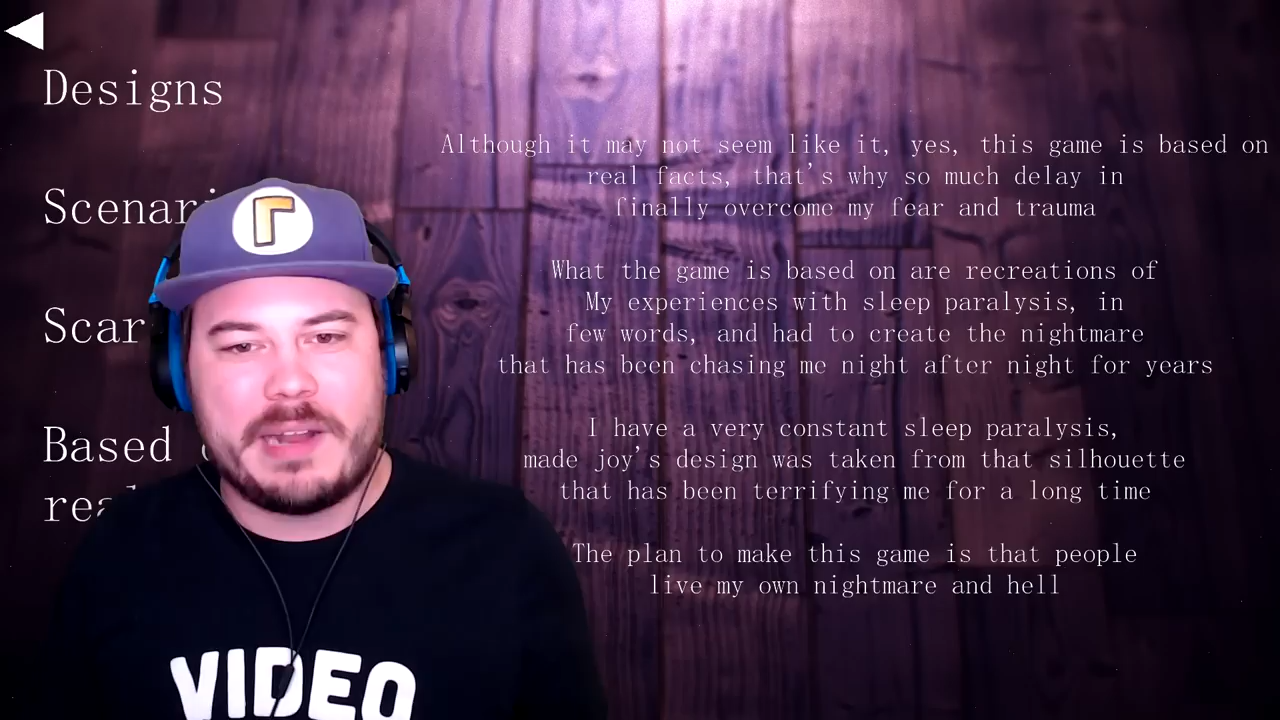 Designs
Scenari
Scar
Based
rea
Although it may not seem like it, yes, this game is based on
real facts, that's why so much delay in
finally overcome my fear and trauma
What the game is based on are recreations of
My experiences with sleep paralysis, in
few words, and had to create the nightmare
that has been chasing me night after night for years
I have a very constant sleep paralysis,
made joy's design was taken from that silhouette
that has been terrifying me for a long time
The plan to make this game is that people
live my own nightmare and hell
VIDEO